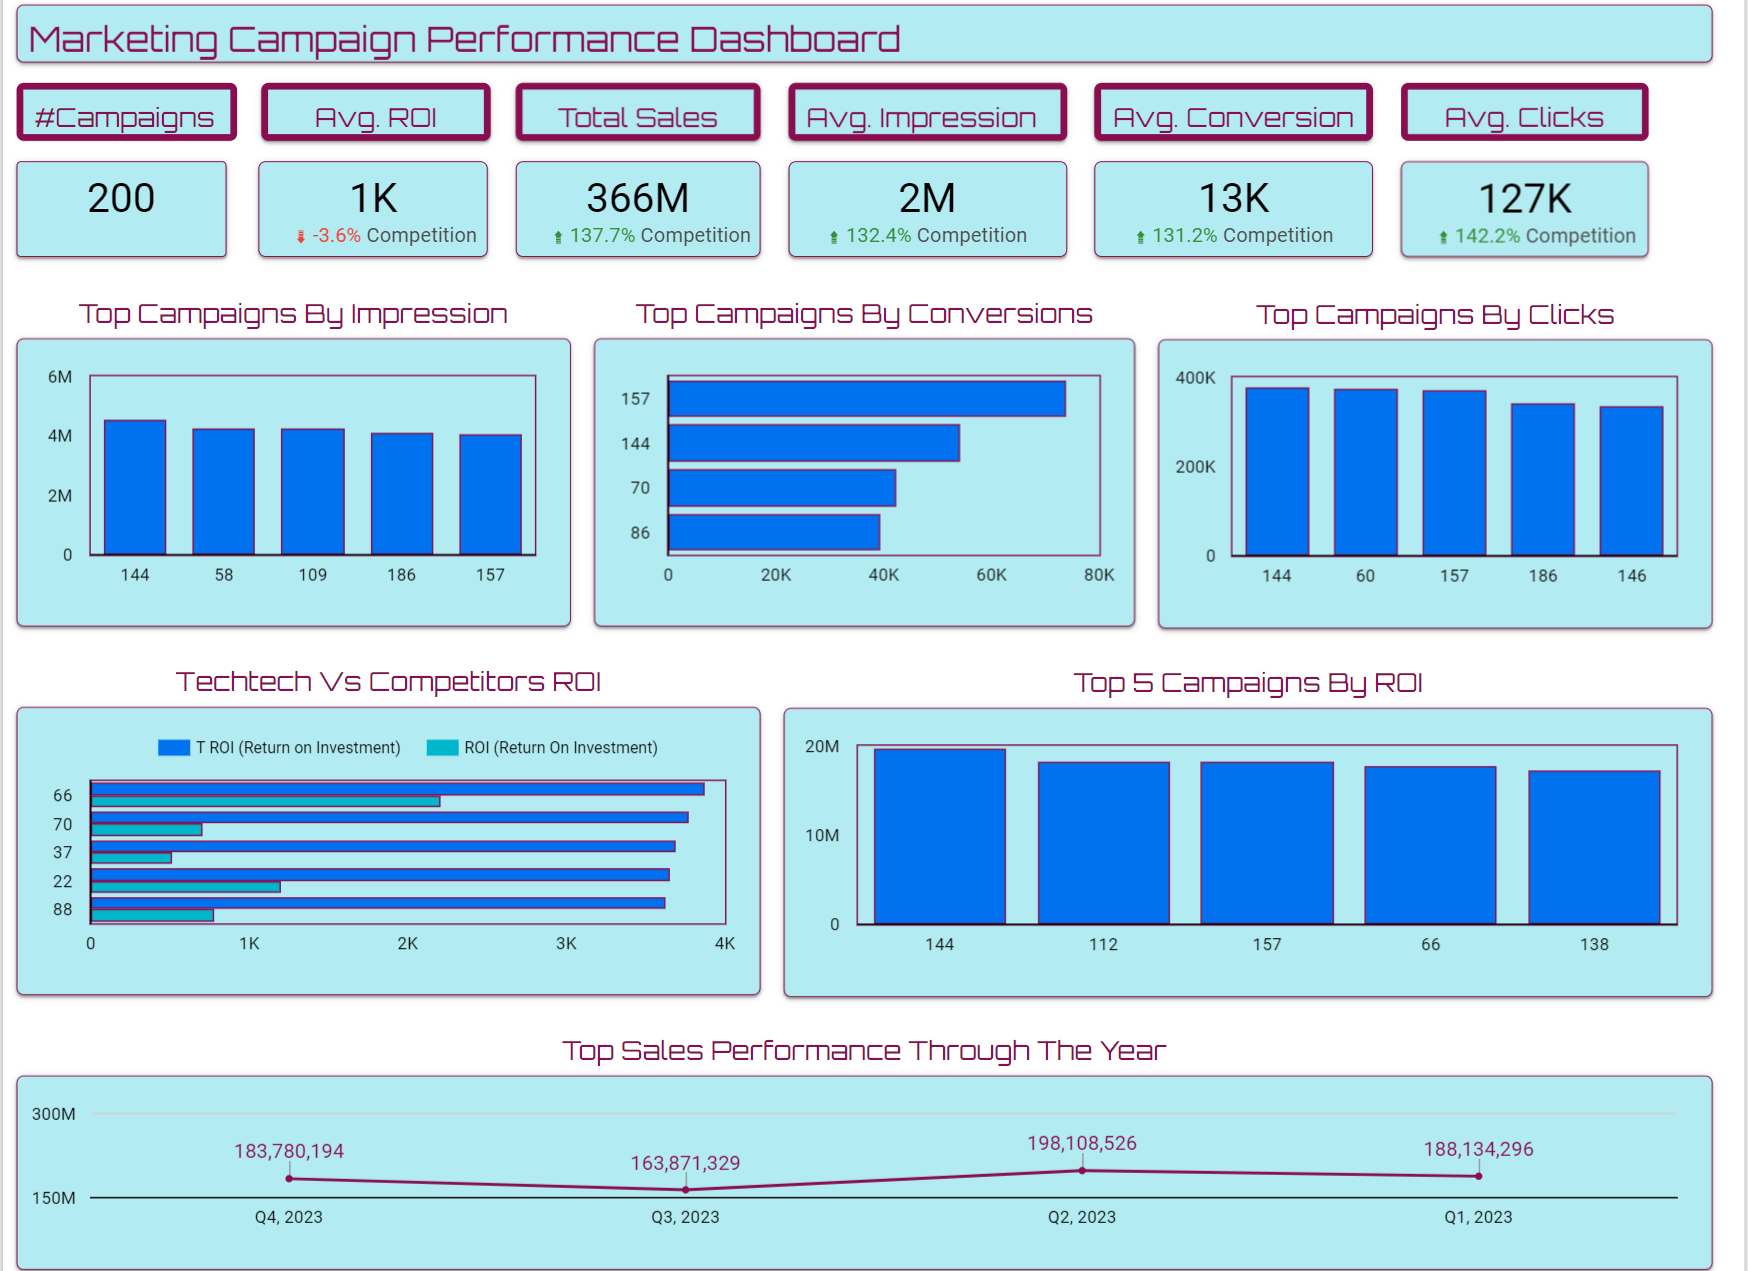 Marketing Campaign Performance Dashboard
#Campaigns
Avg. ROI
Total Sales
Avg. Impression
Avg. Conversion
Avg. Clicks
200
1K
-3.6% Competition
366M
137.7% Competition
2M
132.4% Competition
13K
131.2% Competition
127K
142.2% Competition
Top Campaigns By Impression
6M
4M
2M
0
144 58 109 186 157
Top Campaigns By Conversions
157
144
70
86
0 20K 40K 60K 80K
Top Campaigns By Clicks
400K
200K
0
144 60 157 186 146
Techtech Vs Competitors ROI
T ROI (Return on Investment) ROI (Return On Investment)
66
70
37
22
88
0 1K 2K 3K 4K
Top 5 Campaigns By ROI
20M
10M
0
144 112 157 66 138
Top Sales Performance Through The Year
300M
183,780,194 163,871,329 198,108,526 188,134,296
150M
Q4, 2023 Q3, 2023 Q2, 2023 Q1, 2023